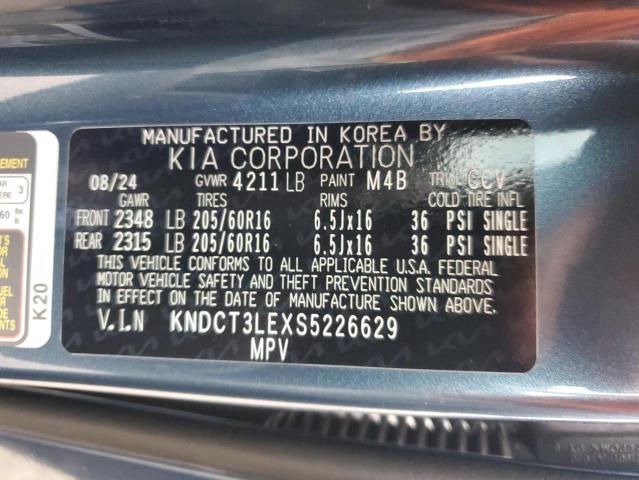 MANUFACTURED IN KOREA BY
KIA CORPORATION
08/24 GVWR 4211 LB PAINT M4B TRIM CCV
GAWR TIRES RIMS COLD TIRE INFL
FRONT 2348 LB 205/60R16 6.5Jx16 36 PSI SINGLE
REAR 2315 LB 205/60R16 6.5Jx16 36 PSI SINGLE
THIS VEHICLE CONFORMS TO ALL APPLICABLE U.S.A. FEDERAL
MOTOR VEHICLE SAFETY AND THEFT PREVENTION STANDARDS
IN EFFECT ON THE DATE OF MANUFACTURE SHOWN ABOVE.
V.I.N KNDCT3LEXS5226629
MPV
K20
3
60 lbs.